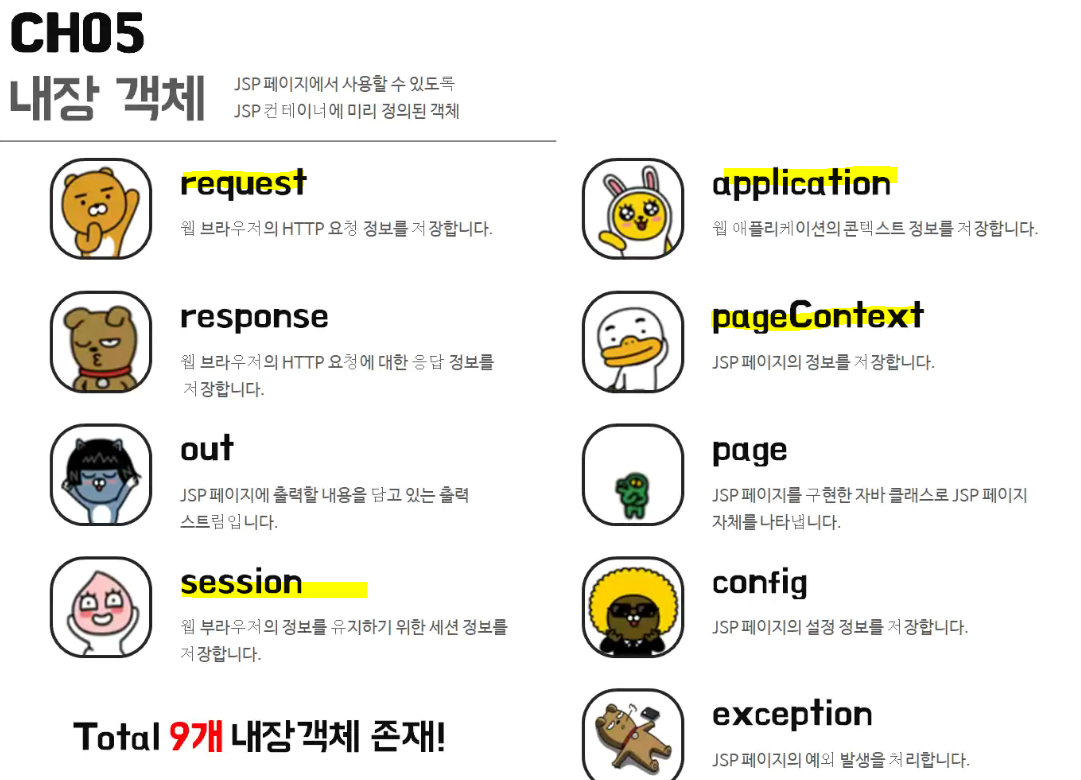 CH05
내장 객체
JSP 페이지에서 사용할 수 있도록
JSP 컨테이너에 미리 정의된 객체
request
웹 브라우저의 HTTP 요청 정보를 저장합니다.
response
웹 브라우저의 HTTP 요청에 대한 응답 정보를
저장합니다.
out
JSP 페이지에 출력할 내용을 담고 있는 출력
스트림입니다.
session
웹 부라우저의 정보를 유지하기 위한 세션 정보를
저장합니다.
Total 9개 내장객체 존재!
application
웹 애플리케이션의 콘텍스트 정보를 저장합니다.
pageContext
JSP 페이지의 정보를 저장합니다.
page
JSP 페이지를 구현한 자바 클래스로 JSP 페이지
자체를 나타냅니다.
config
JSP 페이지의 설정 정보를 저장합니다.
exception
JSP 페이지의 예외 발생을 처리합니다.